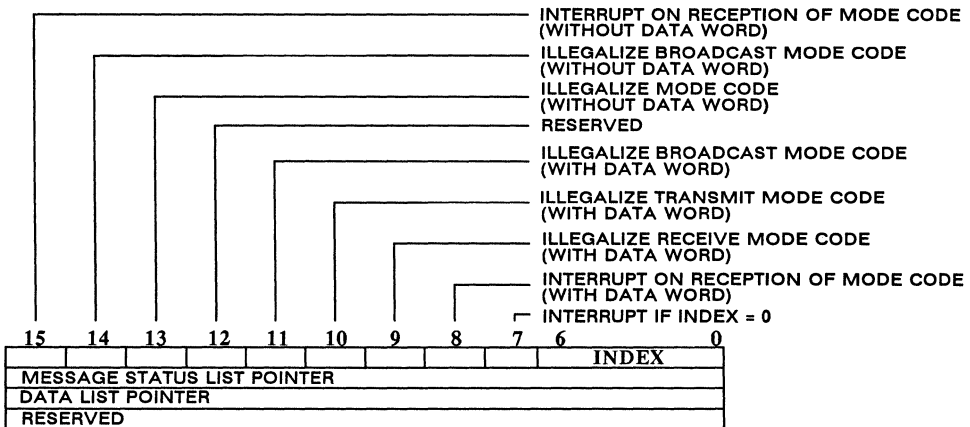 INTERRUPT ON RECEPTION OF MODE CODE
(WITHOUT DATA WORD)
ILLEGALIZE BROADCAST MODE CODE
(WITHOUT DATA WORD)
ILLEGALIZE MODE CODE
(WITHOUT DATA WORD)
RESERVED
ILLEGALIZE BROADCAST MODE CODE
(WITH DATA WORD)
ILLEGALIZE TRANSMIT MODE CODE
(WITH DATA WORD)
ILLEGALIZE RECEIVE MODE CODE
(WITH DATA WORD)
INTERRUPT ON RECEPTION OF MODE CODE
(WITH DATA WORD)
INTERRUPT IF INDEX = 0
15 14 13 12 11 10 9 8 7 6 0
INDEX
MESSAGE STATUS LIST POINTER
DATA LIST POINTER
RESERVED